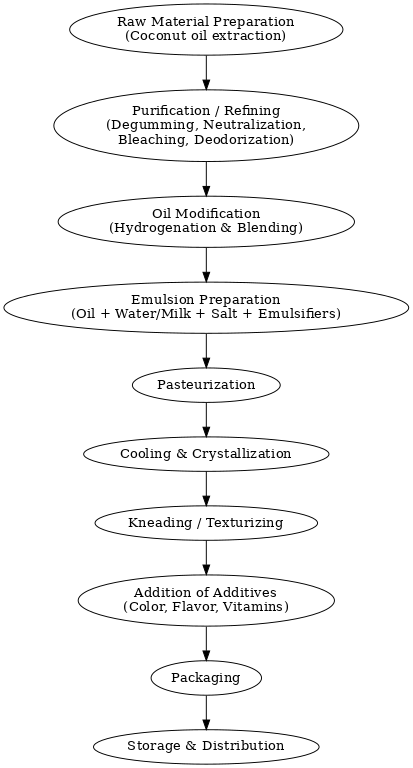 Raw Material Preparation
(Coconut oil extraction)
Purification / Refining
(Degumming, Neutralization,
Bleaching, Deodorization)
Oil Modification
(Hydrogenation & Blending)
Emulsion Preparation
(Oil + Water/Milk + Salt + Emulsifiers)
Pasteurization
Cooling & Crystallization
Kneading / Texturizing
Addition of Additives
(Color, Flavor, Vitamins)
Packaging
Storage & Distribution